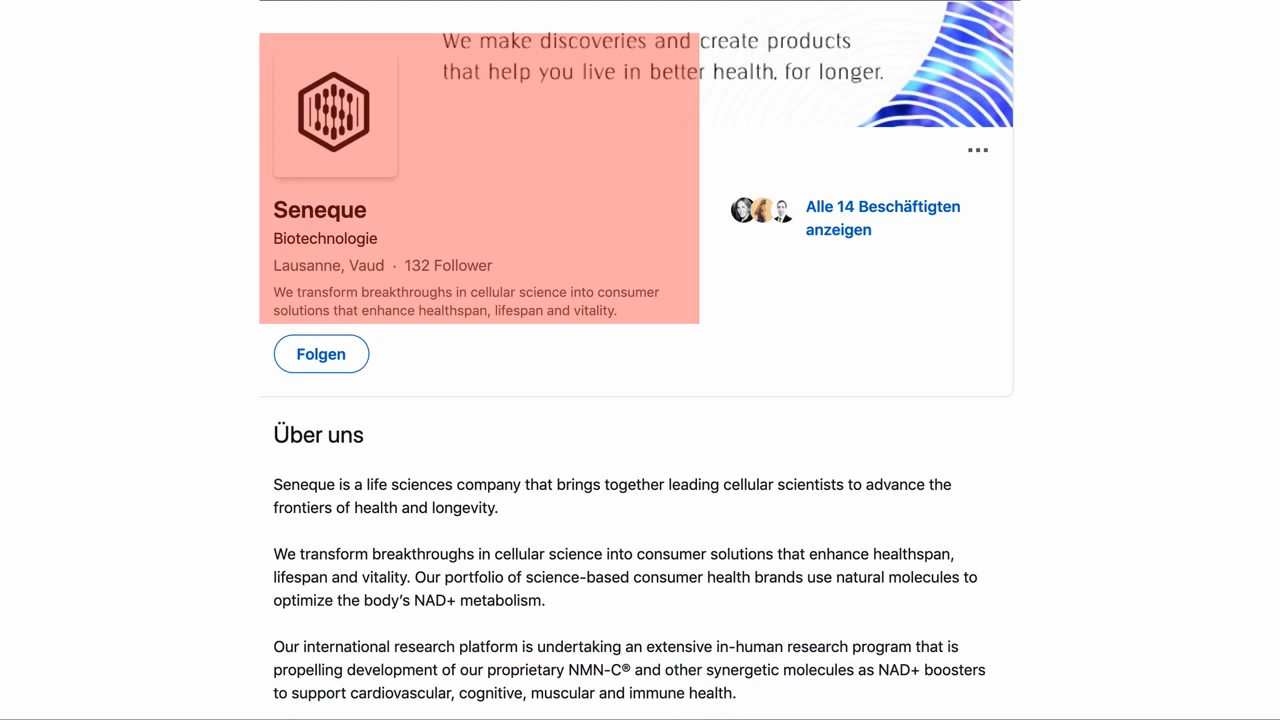 We make discoveries and create products
that help you live in better health, for longer.
Seneque
Biotechnologie
Lausanne, Vaud · 132 Follower
We transform breakthroughs in cellular science into consumer
solutions that enhance healthspan, lifespan and vitality.
Alle 14 Beschäftigten
anzeigen
Folgen
Über uns
Seneque is a life sciences company that brings together leading cellular scientists to advance the
frontiers of health and longevity.
We transform breakthroughs in cellular science into consumer solutions that enhance healthspan,
lifespan and vitality. Our portfolio of science-based consumer health brands use natural molecules to
optimize the body’s NAD+ metabolism.
Our international research platform is undertaking an extensive in-human research program that is
propelling development of our proprietary NMN-C® and other synergetic molecules as NAD+ boosters
to support cardiovascular, cognitive, muscular and immune health.